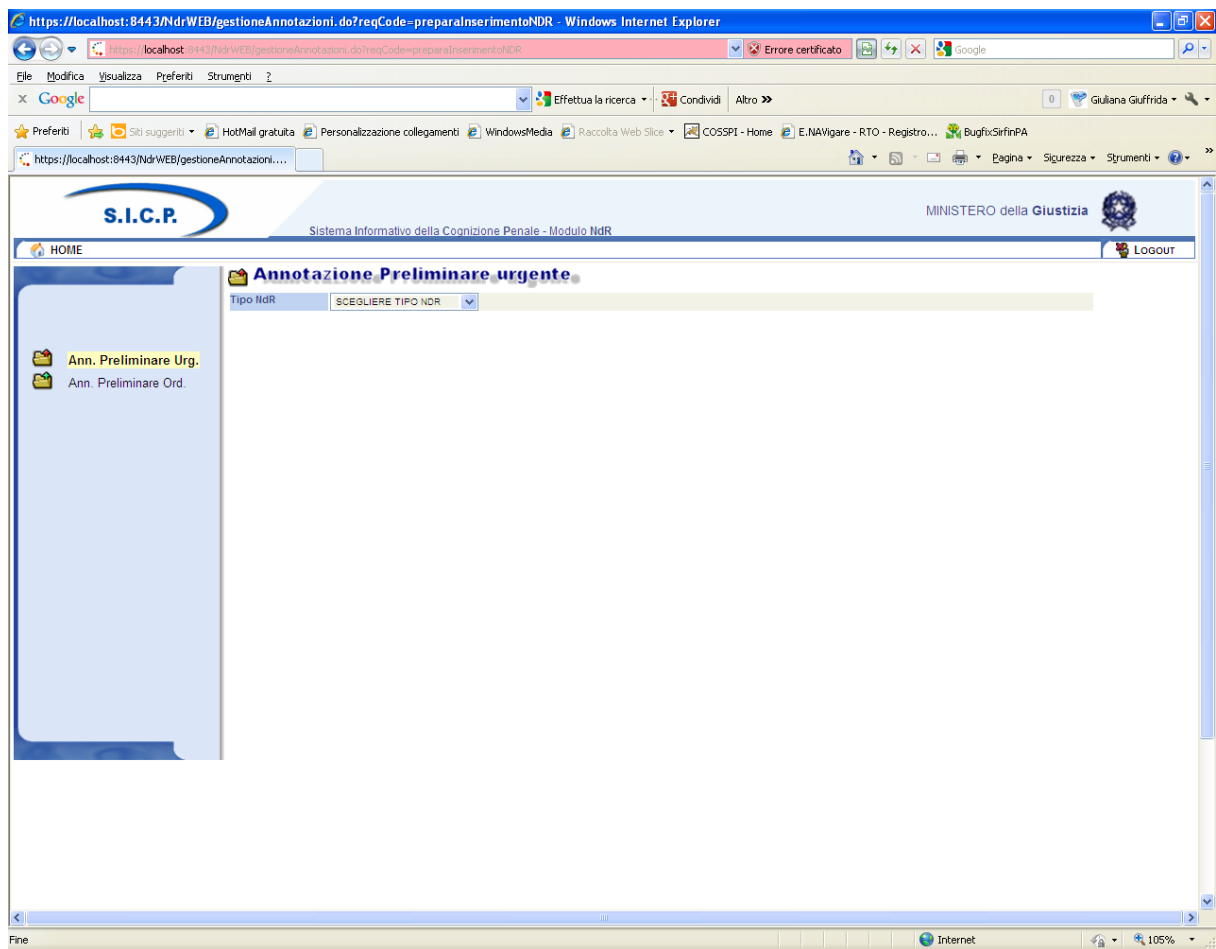 https://localhost:8443/NdrWEB/gestioneAnnotazioni.do?reqCode=preparaInserimentoNDR - Windows Internet Explorer
https://localhost:8443/NdrWEB/gestioneAnnotazioni.do?reqCode=preparaInserimentoNDR Errore certificato Google
File Modifica Visualizza Preferiti Strumenti ?
x Google Effettua la ricerca Condividi Altro » 0 Giuliana Giuffrida
Preferiti Siti suggeriti HotMail gratuita Personalizzazione collegamenti WindowsMedia Raccolta Web Slice COSSPI - Home E.NAVigare - RTO - Registro... BugfixSirfinPA
https://localhost:8443/NdrWEB/gestioneAnnotazioni.... Pagina Sicurezza Strumenti »
S.I.C.P.
MINISTERO della Giustizia
Sistema Informativo della Cognizione Penale - Modulo NdR
HOME LOGOUT
Annotazione Preliminare urgente
Tipo NdR SCEGLIERE TIPO NDR
Ann. Preliminare Urg.
Ann. Preliminare Ord.
Fine Internet 105%